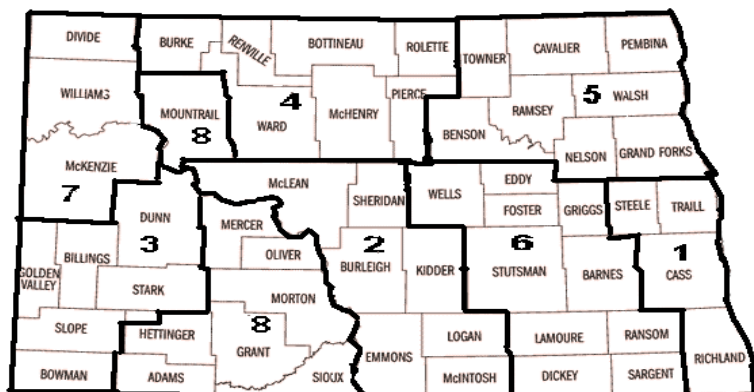 DIVIDE
BURKE
RENVILLE
BOTTINEAU
ROLETTE
TOWNER
CAVALIER
PEMBINA
WILLIAMS
MOUNTRAIL
8
4
WARD
McHENRY
PIERCE
BENSON
RAMSEY
5
WALSH
NELSON
GRAND FORKS
McKENZIE
7
DUNN
3
McLEAN
SHERIDAN
WELLS
EDDY
FOSTER
GRIGGS
STEELE
TRAILL
GOLDEN
VALLEY
BILLINGS
STARK
MERCER
OLIVER
2
BURLEIGH
KIDDER
6
STUTSMAN
BARNES
1
CASS
MORTON
SLOPE
HETTINGER
8
GRANT
SIOUX
EMMONS
LOGAN
LAMOURE
RANSOM
RICHLAND
BOWMAN
ADAMS
McINTOSH
DICKEY
SARGENT